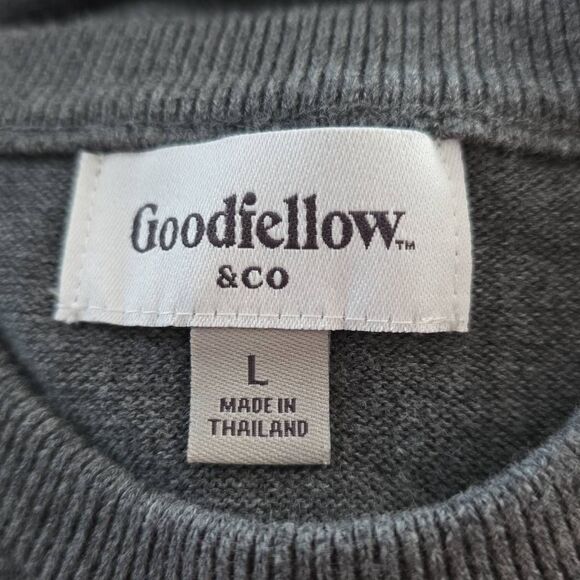 Goodfellow™
&CO
L
MADE IN
THAILAND